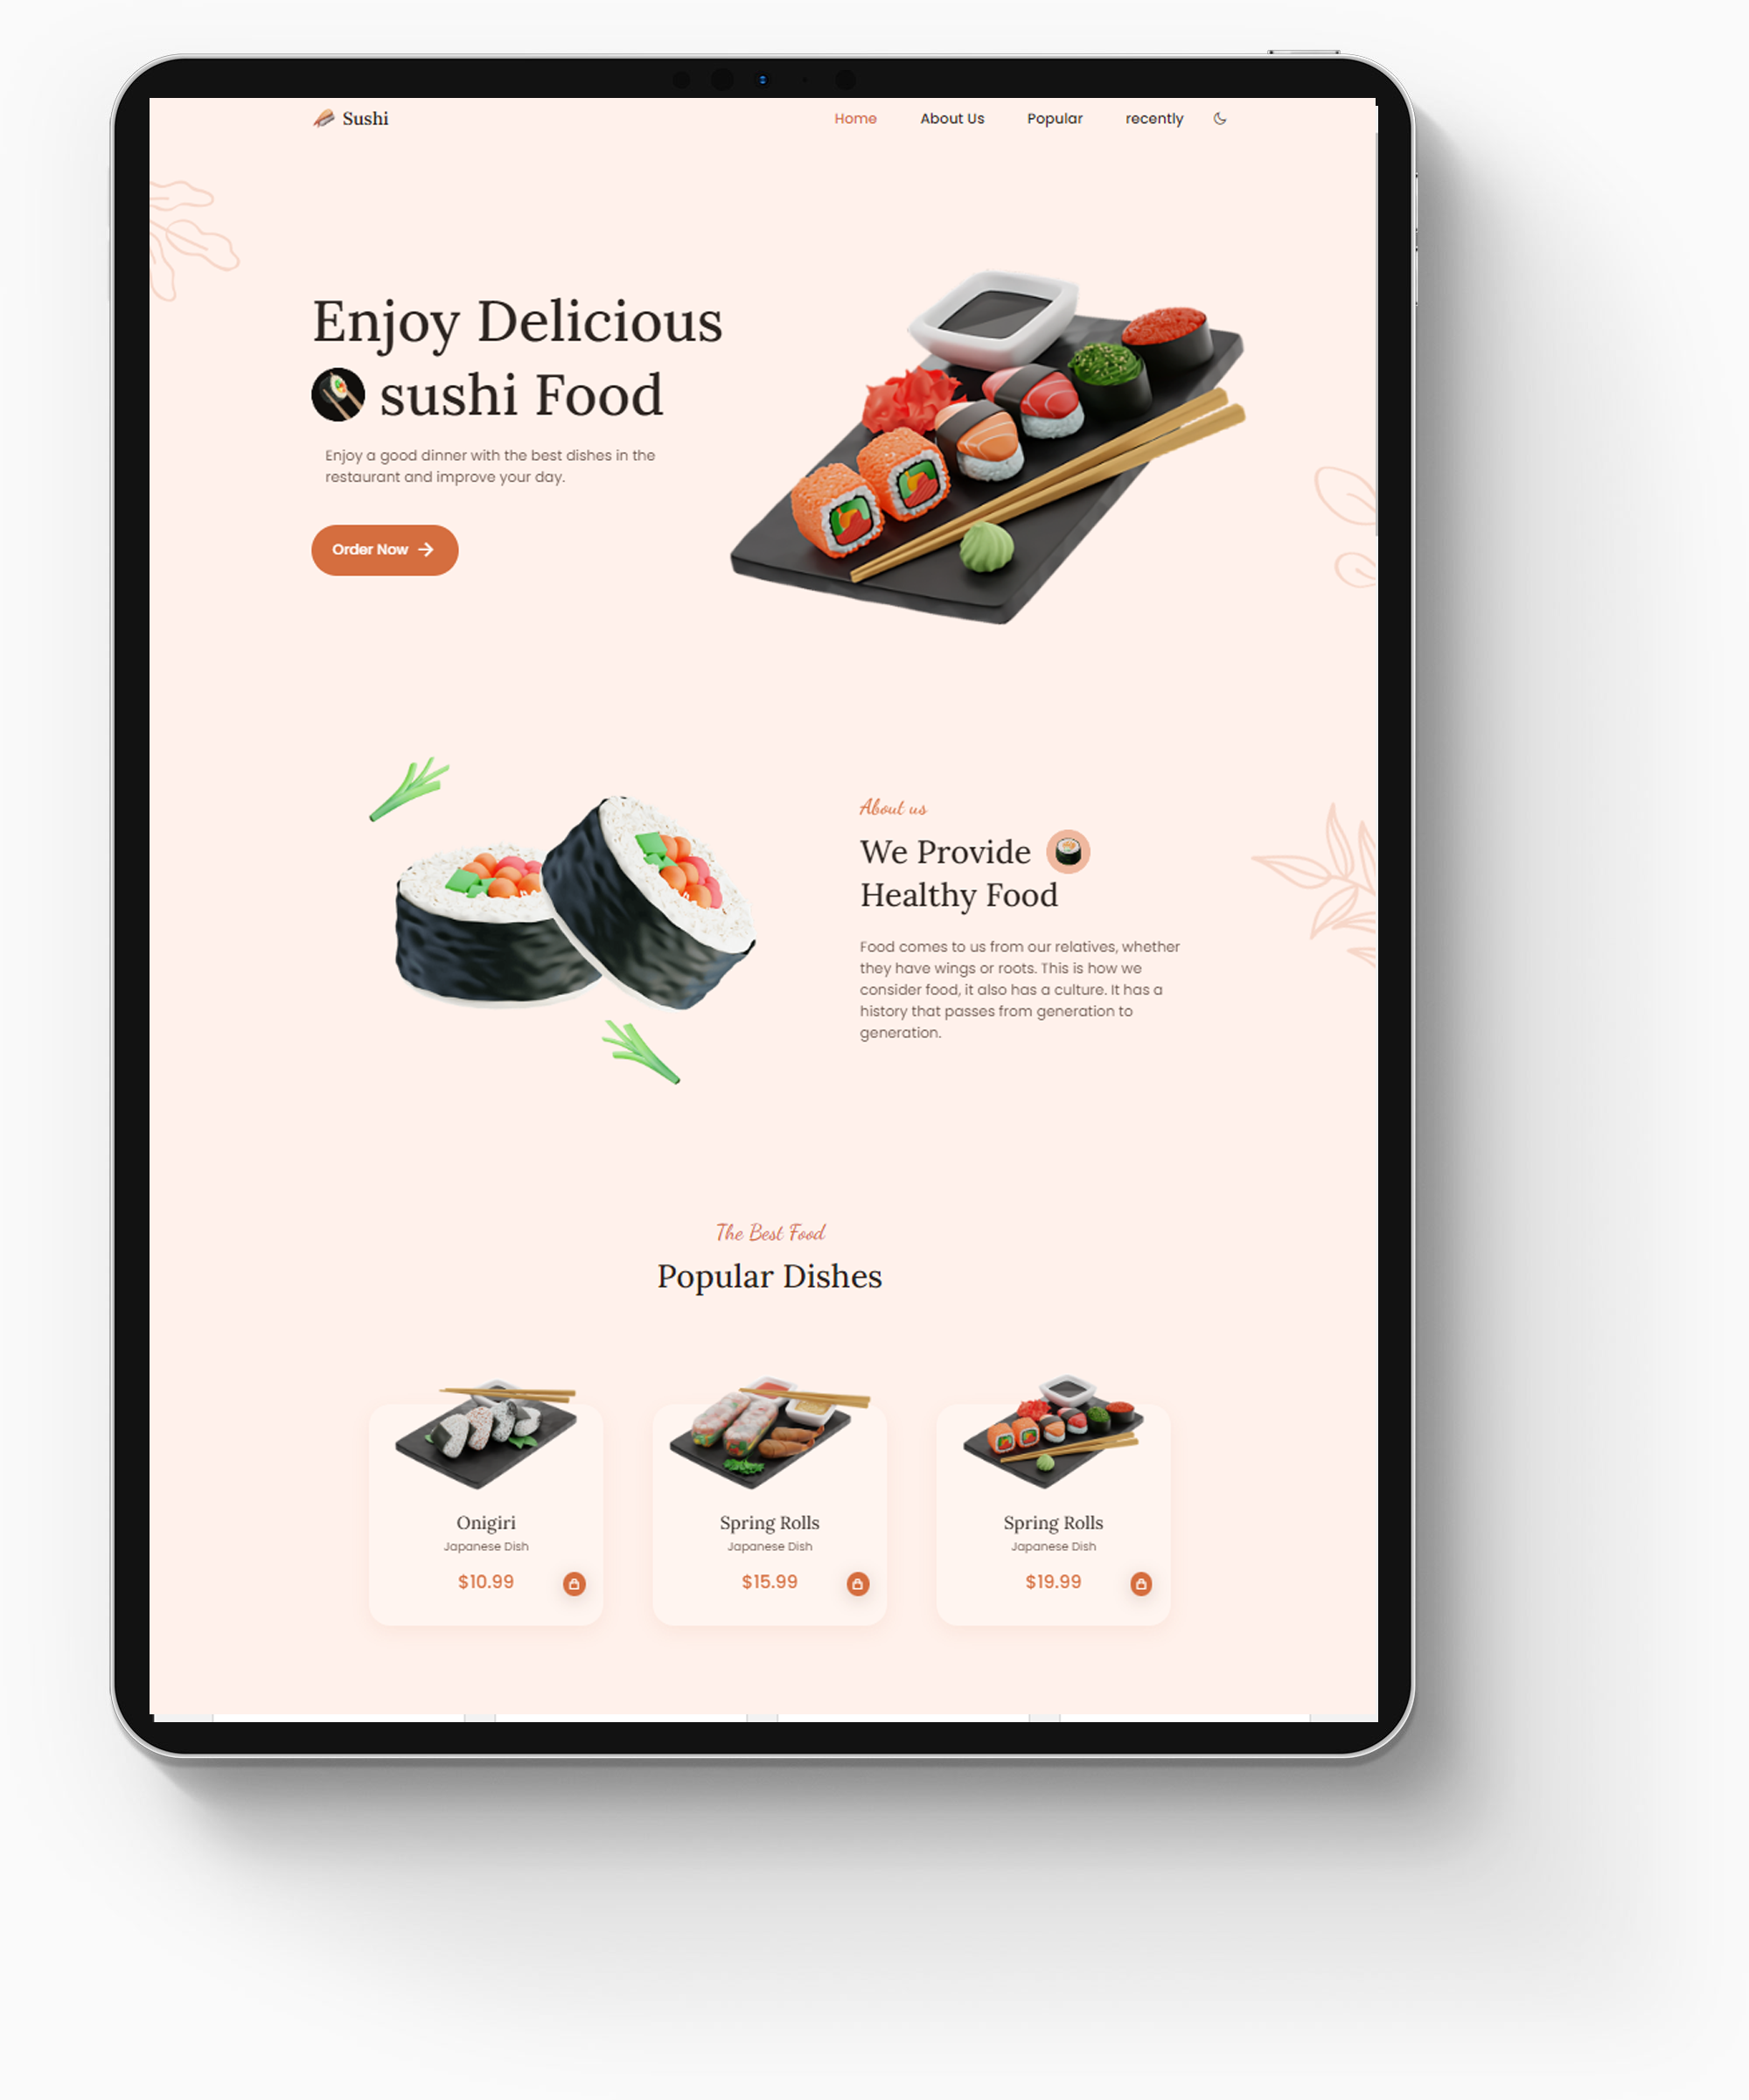 Sushi
Home About Us Popular recently
Enjoy Delicious
sushi Food
Enjoy a good dinner with the best dishes in the
restaurant and improve your day.
Order Now
About us
We Provide
Healthy Food
Food comes to us from our relatives, whether
they have wings or roots. This is how we
consider food, it also has a culture. It has a
history that passes from generation to
generation.
The Best Food
Popular Dishes
Onigiri
Japanese Dish
$10.99
Spring Rolls
Japanese Dish
$15.99
Spring Rolls
Japanese Dish
$19.99